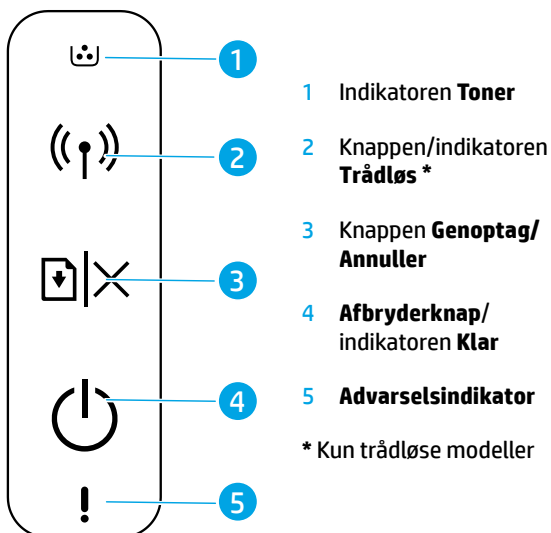 1
1 Indikatoren Toner
2
2 Knappen/indikatoren
Trådløs *
3
3 Knappen Genoptag/
Annuller
4
4 Afbryderknap/
indikatoren Klar
5
5 Advarselsindikator
* Kun trådløse modeller